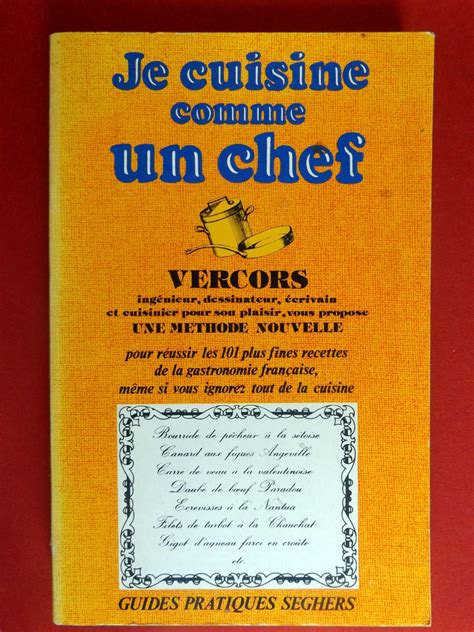 Je cuisine
comme
un chef
VERCORS
ingénieur, dessinateur, écrivain
et cuisinier pour son plaisir, vous propose
UNE METHODE NOUVELLE
pour réussir les 101 plus fines recettes
de la gastronomie française,
même si vous ignorez tout de la cuisine
Bourride de pêcheur à la sétoise
Canard aux figues Angeville
Carré de veau à la valentinoise
Daube de bœuf Paradou
Ecrevisses à la Nantua
Filets de turbot à la Chauchat
Gigot d'agneau farci en croûte
etc.
GUIDES PRATIQUES SEGHERS